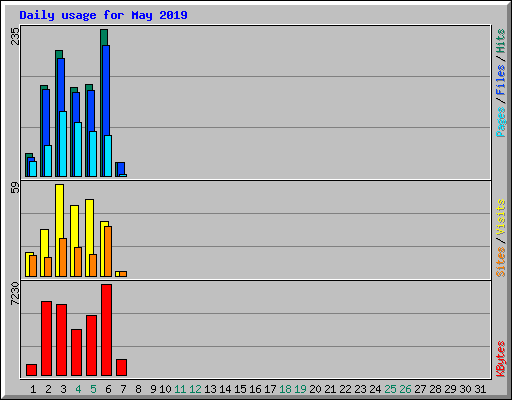 Daily usage for May 2019
235
Pages / Files / Hits
59
Sites / Visits
7230
KBytes
1 2 3 4 5 6 7 8 9 10 11 12 13 14 15 16 17 18 19 20 21 22 23 24 25 26 27 28 29 30 31